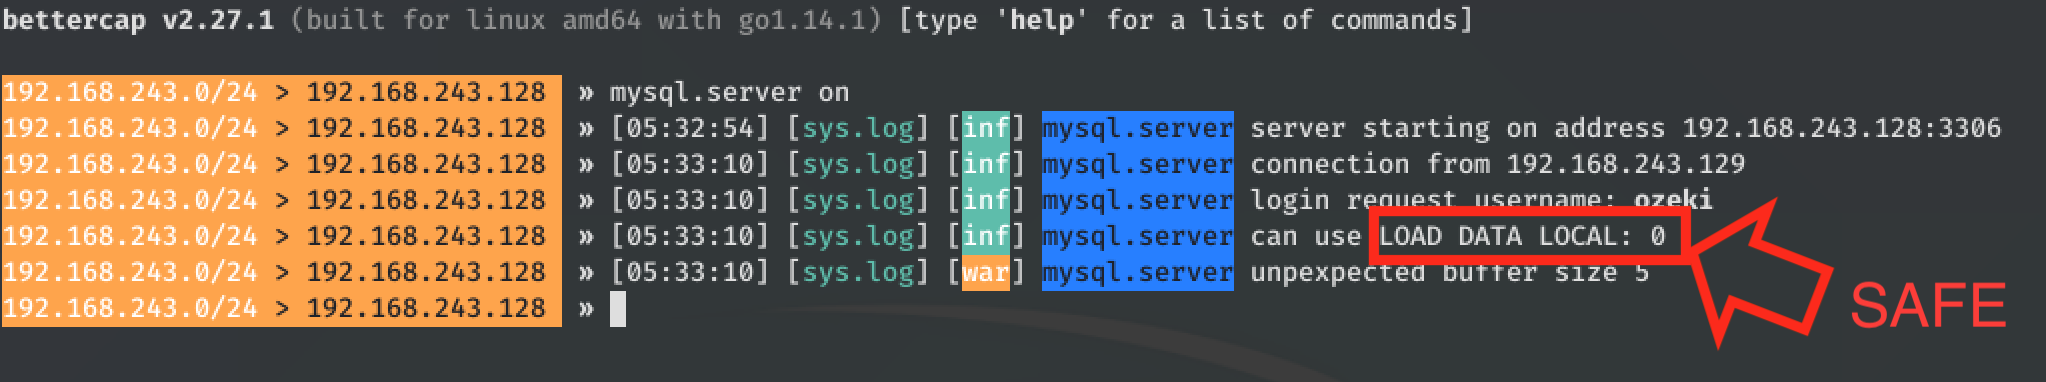 bettercap v2.27.1 (built for linux amd64 with go1.14.1) [type 'help' for a list of commands]
192.168.243.0/24 > 192.168.243.128 » mysql.server on
192.168.243.0/24 > 192.168.243.128 » [05:32:54] [sys.log] [inf] mysql.server server starting on address 192.168.243.128:3306
192.168.243.0/24 > 192.168.243.128 » [05:33:10] [sys.log] [inf] mysql.server connection from 192.168.243.129
192.168.243.0/24 > 192.168.243.128 » [05:33:10] [sys.log] [inf] mysql.server login request username: ozeki
192.168.243.0/24 > 192.168.243.128 » [05:33:10] [sys.log] [inf] mysql.server can use LOAD DATA LOCAL: 0
192.168.243.0/24 > 192.168.243.128 » [05:33:10] [sys.log] [war] mysql.server unpexpected buffer size 5
192.168.243.0/24 > 192.168.243.128 »
SAFE